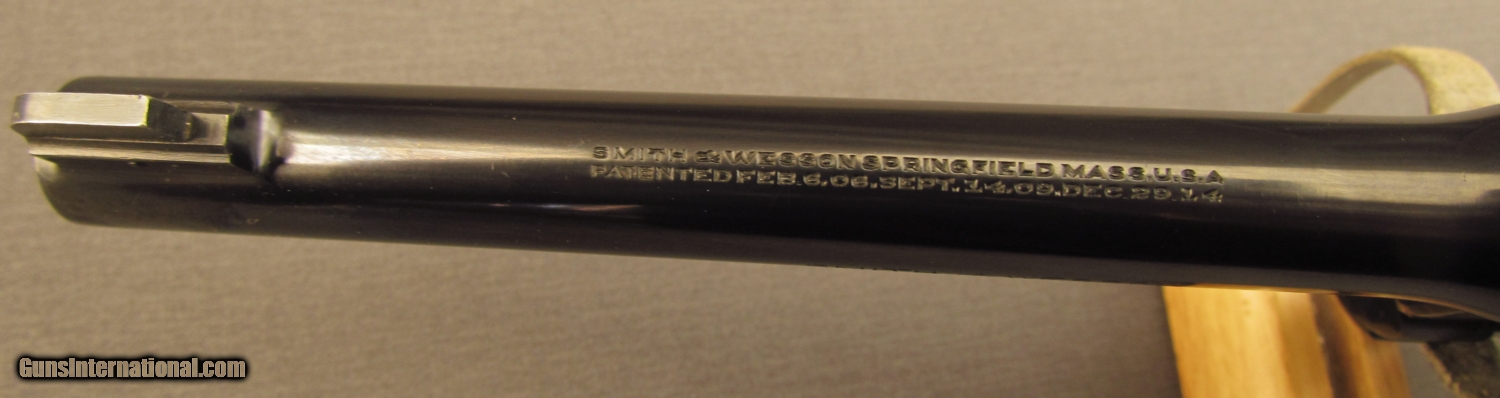 SMITH & WESSON SPRINGFIELD MASS. U.S.A
PATENTED FEB. 6. 06. SEPT. 14. 09. DEC. 29. 14
GunsInternational.com